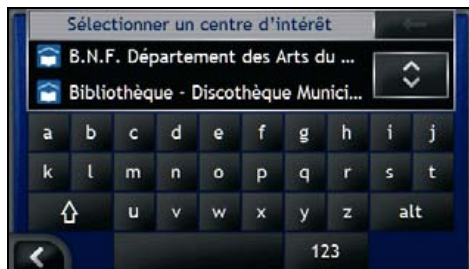 Sélectionner un centre d'intérêt
B.N.F. Département des Arts du ...
Bibliothèque - Discothèque Munici...
a b c d e f g h i j
k l m n o p q r s t
u v w x y z alt
123